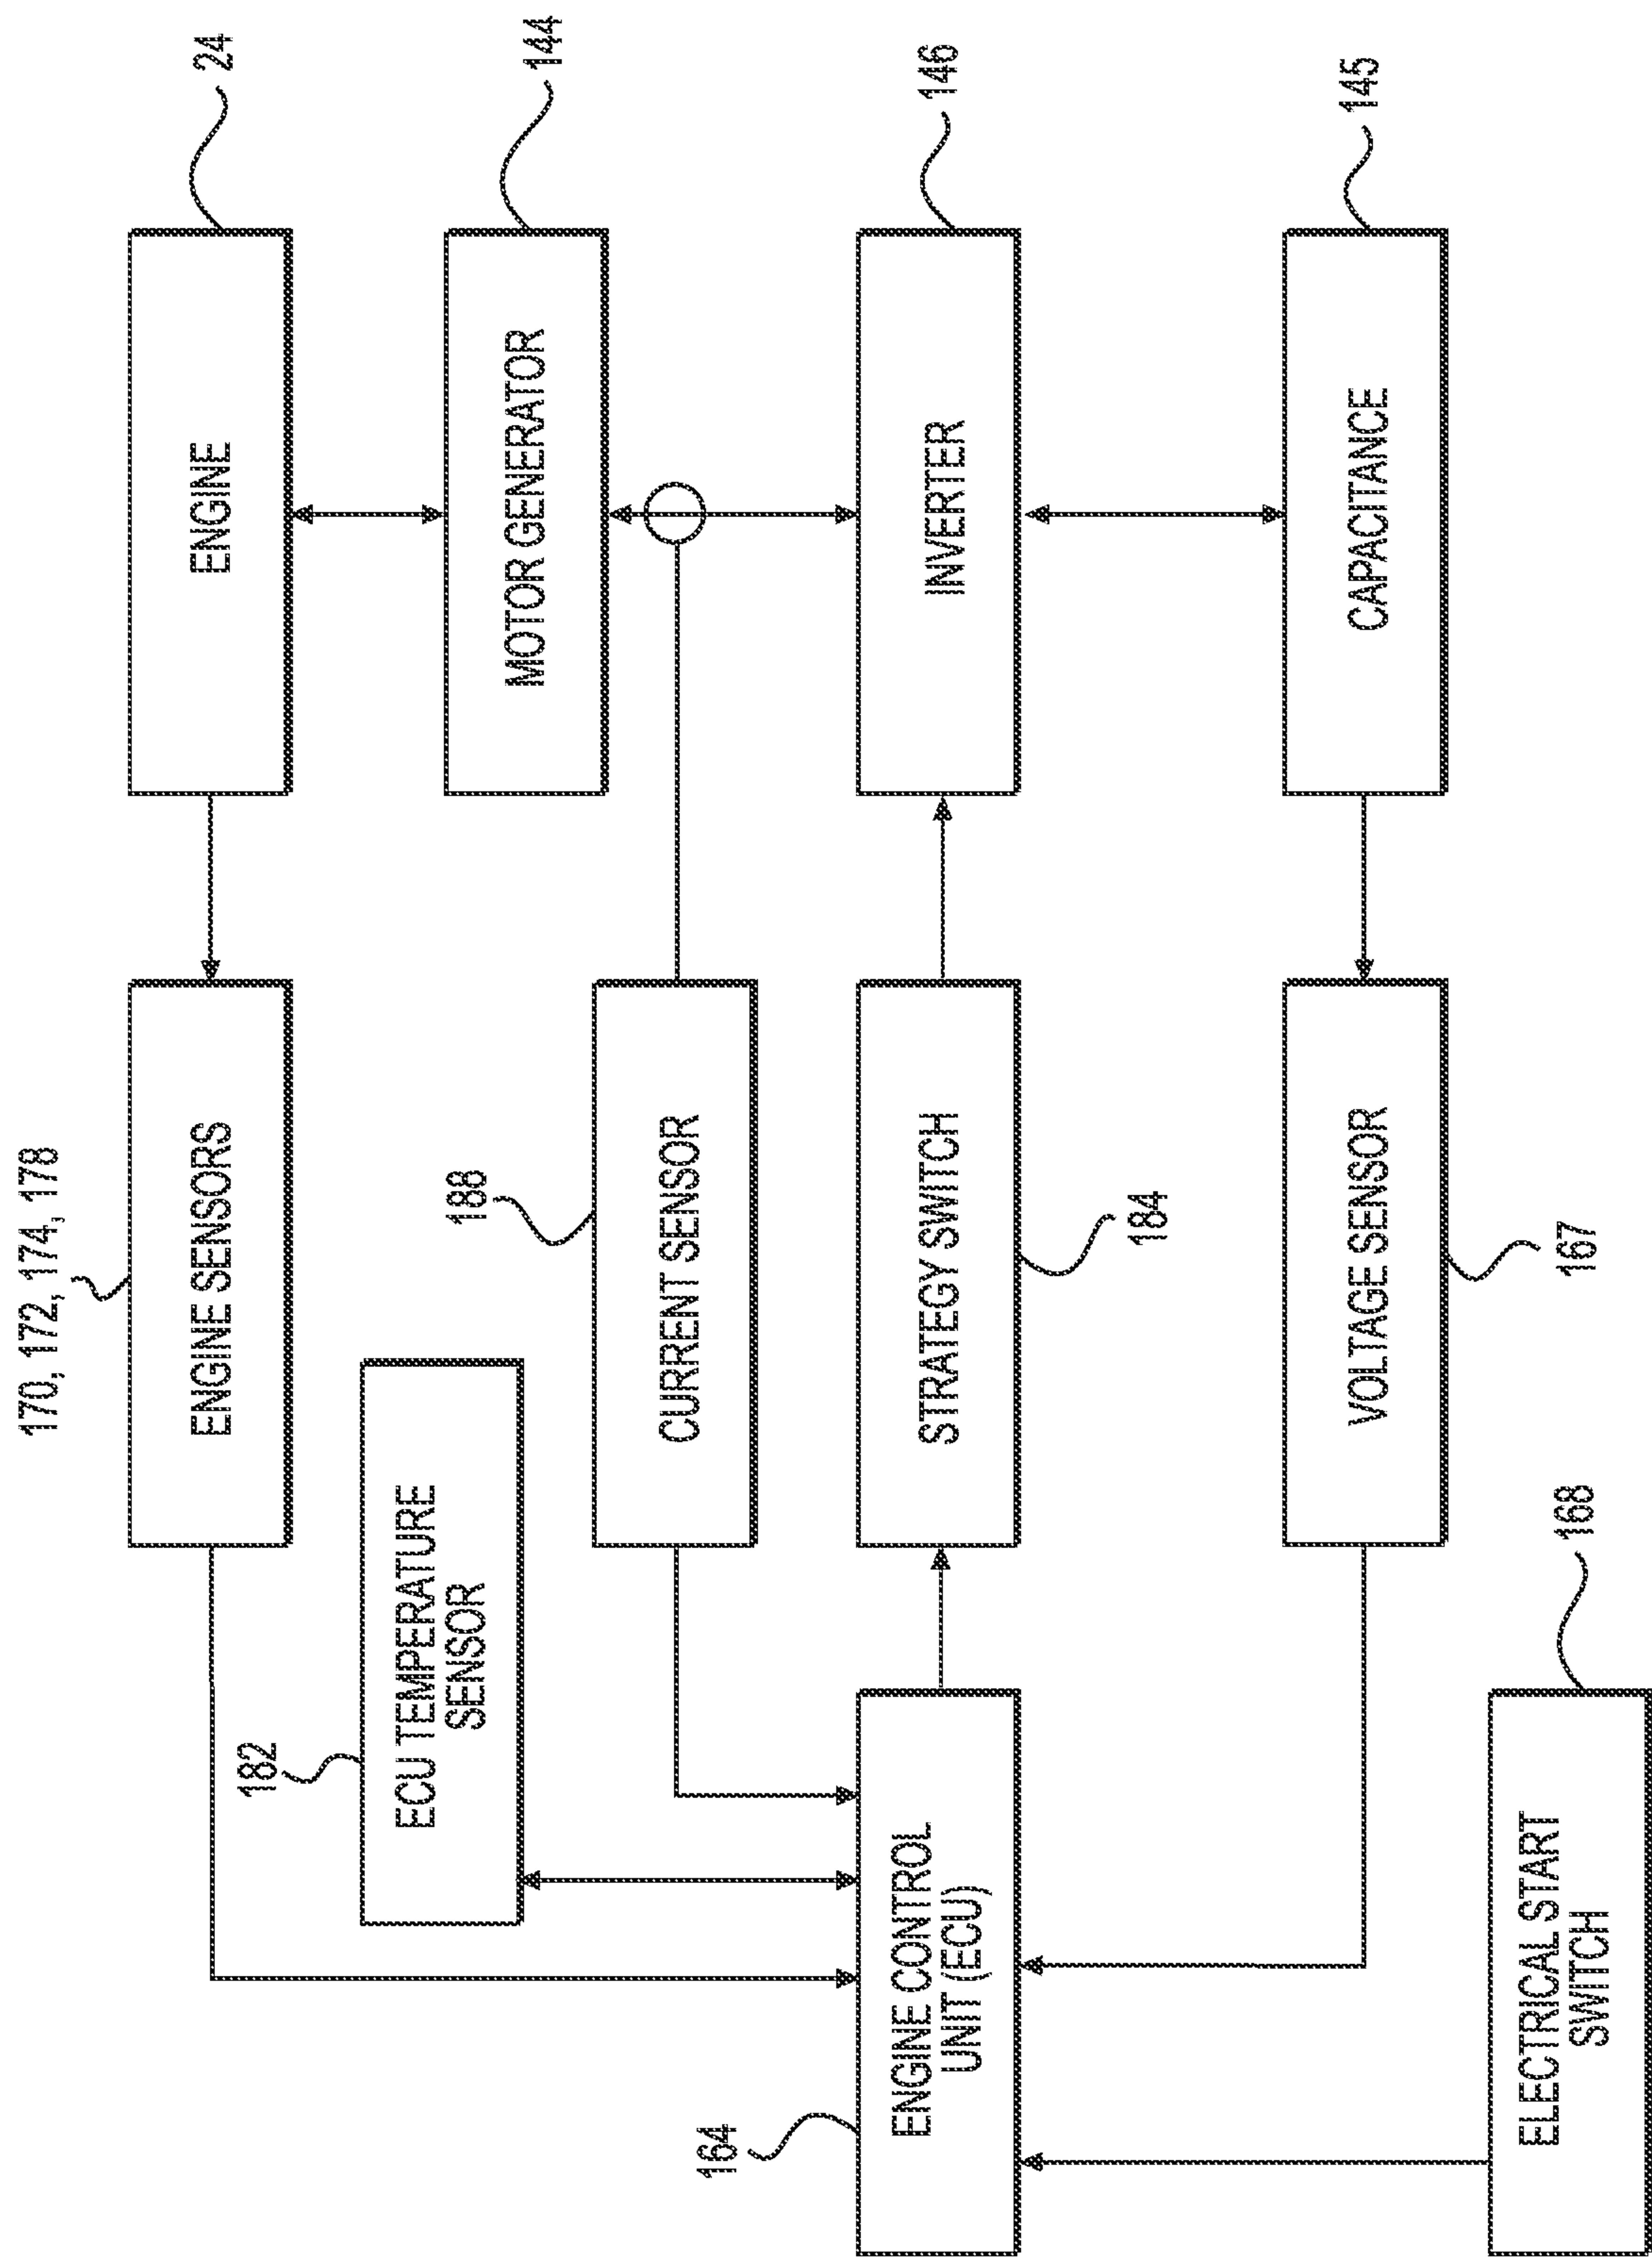 170, 172, 174, 178
ENGINE SENSORS
ENGINE
24
182
ECU TEMPERATURE
SENSOR
188
CURRENT SENSOR
MOTOR GENERATOR
144
164
ENGINE CONTROL
UNIT (ECU)
STRATEGY SWITCH
184
INVERTER
146
VOLTAGE SENSOR
167
CAPACITANCE
145
ELECTRICAL START
SWITCH
168